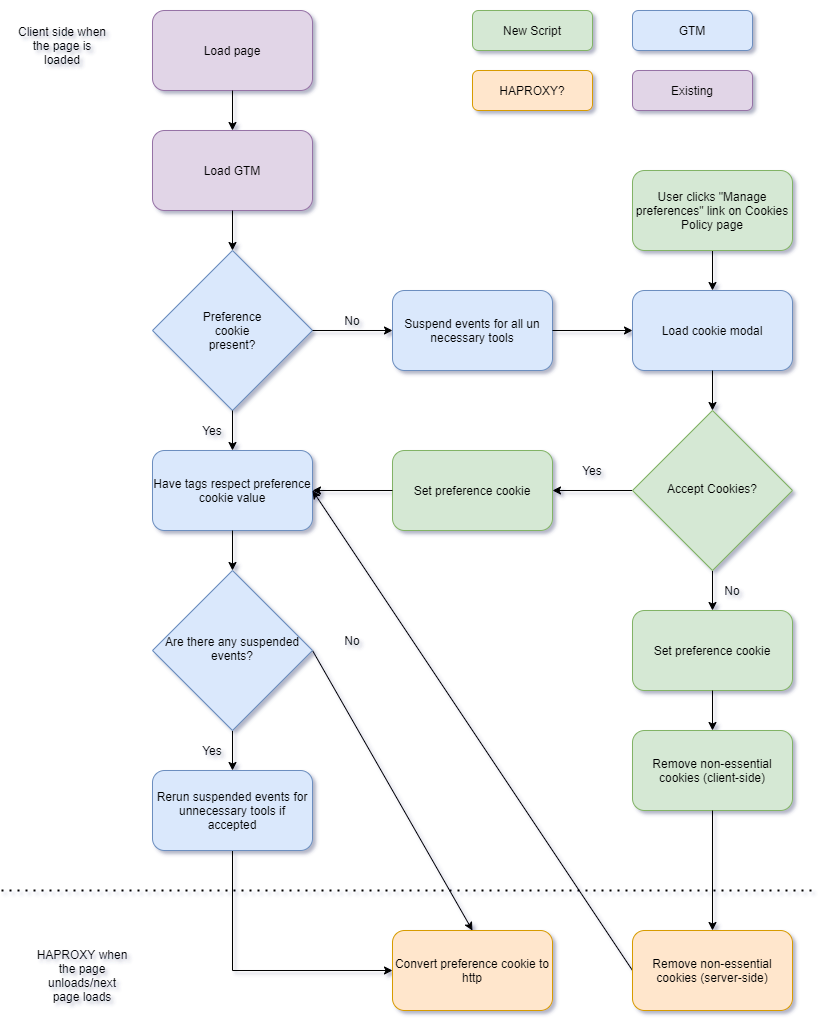 Client side when
the page is
loaded
Load page
New Script
GTM
HAPROXY?
Existing
Load GTM
User clicks "Manage
preferences" link on Cookies
Policy page
Preference
cookie
present?
No
Suspend events for all un
necessary tools
Load cookie modal
Yes
Have tags respect preference
cookie value
Set preference cookie
Yes
Accept Cookies?
No
Are there any suspended
events?
No
Set preference cookie
Yes
Rerun suspended events for
unnecessary tools if
accepted
Remove non-essential
cookies (client-side)
HAPROXY when
the page
unloads/next
page loads
Convert preference cookie to
http
Remove non-essential
cookies (server-side)